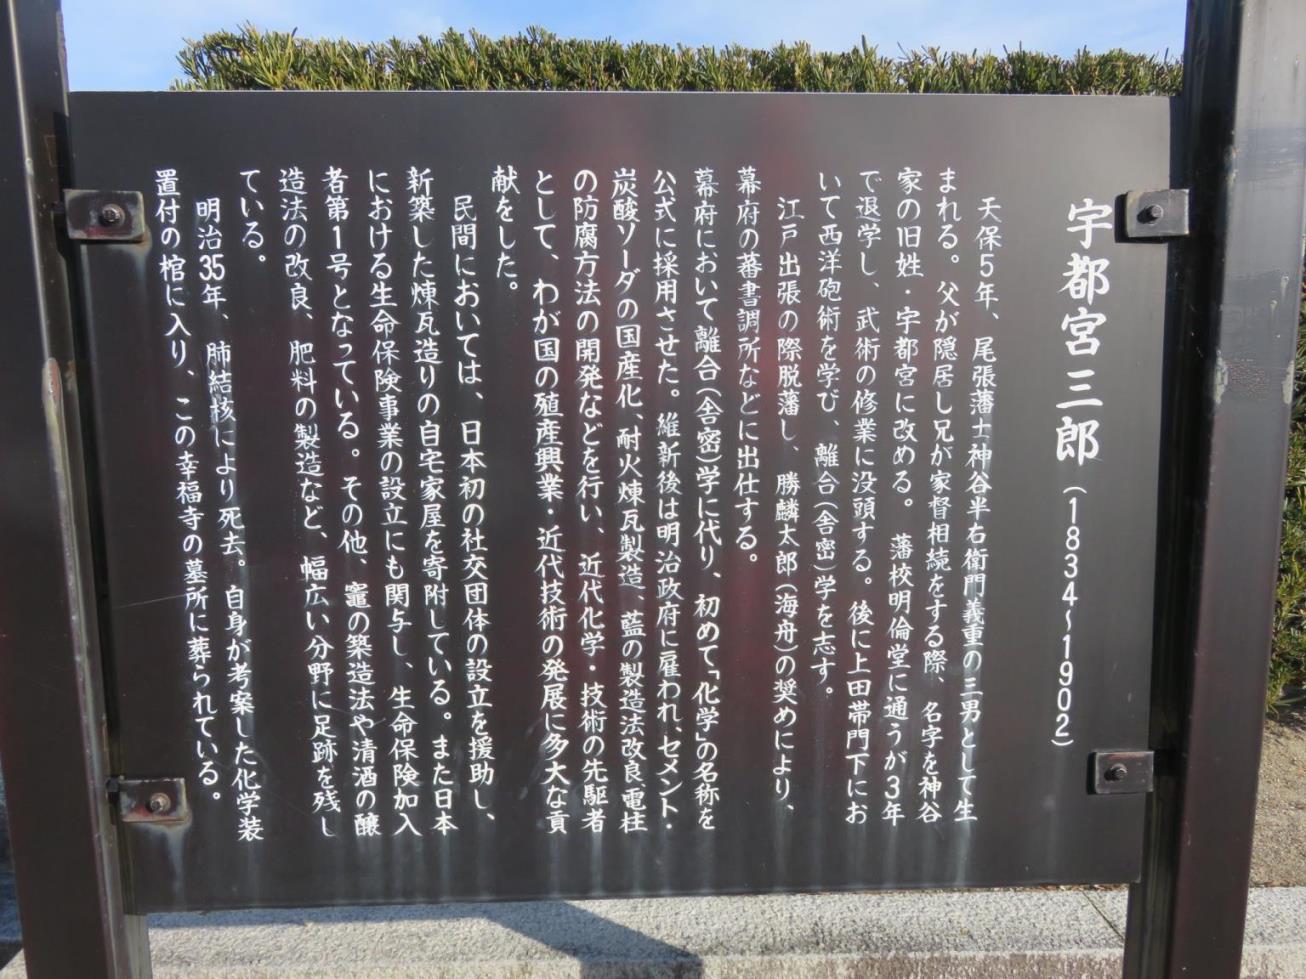 宇都宮三郎(1834~1902)
天保5年、尾張藩士神谷半右衛門義重の三男として生
まれる。父が隠居し兄が家督相続をする際、名字を神谷
家の旧姓・宇都宮に改める。藩校明倫堂に通うが3年
で退学し、武術の修業に没頭する。後に上田帯門下にお
いて西洋砲術を学び、離合(舎密)学を志す。
江戸出張の際脱藩し、勝麟太郎(海舟)の奨めにより、
幕府の蕃書調所などに出仕する。
幕府において離合(舎密)学に代り、初めて「化学」の名称を
公式に採用させた。維新後は明治政府に雇われ、セメント・
炭酸ソーダの国産化、耐火煉瓦製造、藍の製造法改良、電柱
の防腐方法の開発などを行い、近代化学・技術の先駆者
として、わが国の殖産興業・近代技術の発展に多大な貢
献をした。
民間においては、日本初の社交団体の設立を援助し、
新築した煉瓦造りの自宅家屋を寄附している。また日本
における生命保険事業の設立にも関与し、生命保険加入
者第1号となっている。その他、竈の築造法や清酒の醸
造法の改良、肥料の製造など、幅広い分野に足跡を残し
ている。
明治35年、肺結核により死去。自身が考案した化学装
置付の棺に入り、この幸福寺の墓所に葬られている。